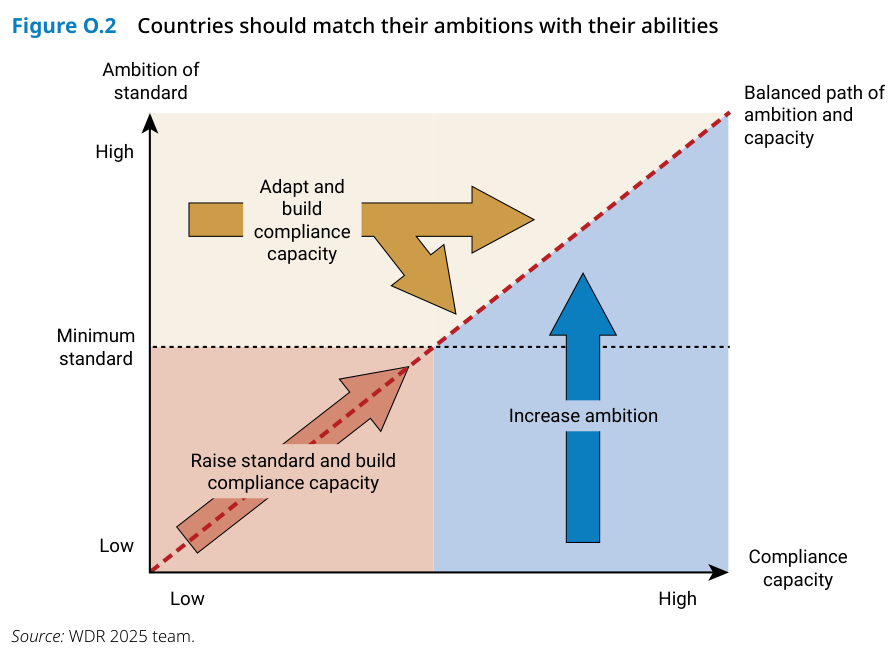 Figure O.2 Countries should match their ambitions with their abilities
Ambition of
standard
Balanced path of
ambition and
capacity
High
Adapt and
build
compliance
capacity
Minimum
standard
Increase ambition
Raise standard and build
compliance capacity
Low
Compliance
capacity
Low
High
Source: WDR 2025 team.